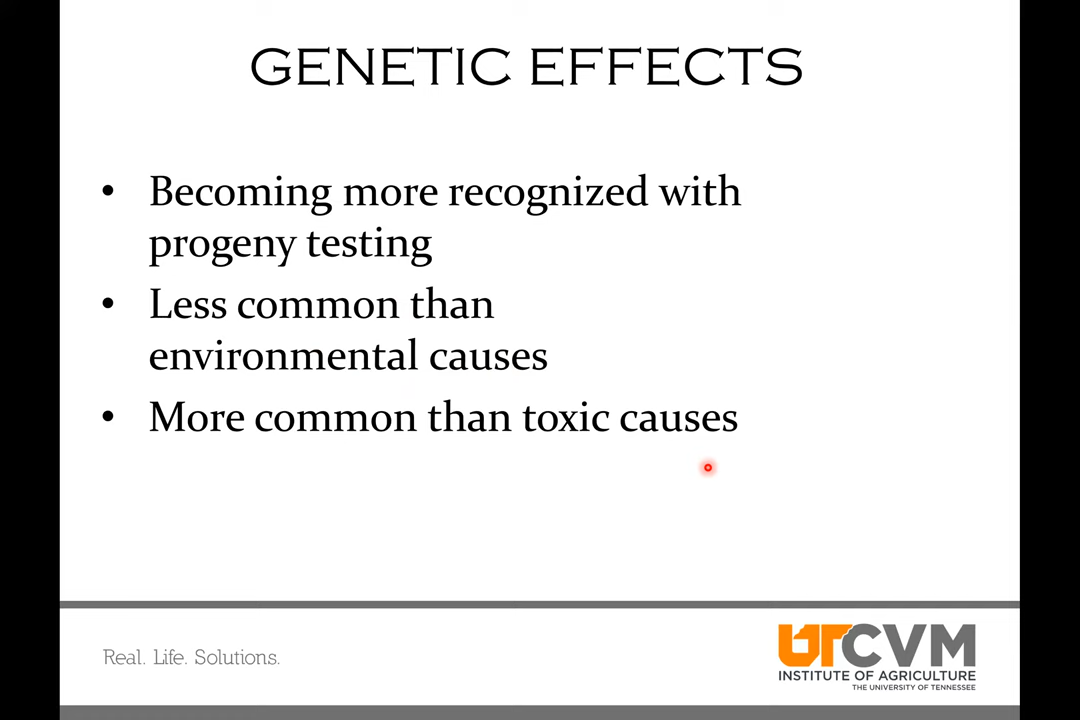 GENETIC EFFECTS
• Becoming more recognized with
progeny testing
• Less common than
environmental causes
• More common than toxic causes
Real. Life. Solutions.
UTCVM
INSTITUTE OF AGRICULTURE
THE UNIVERSITY OF TENNESSEE